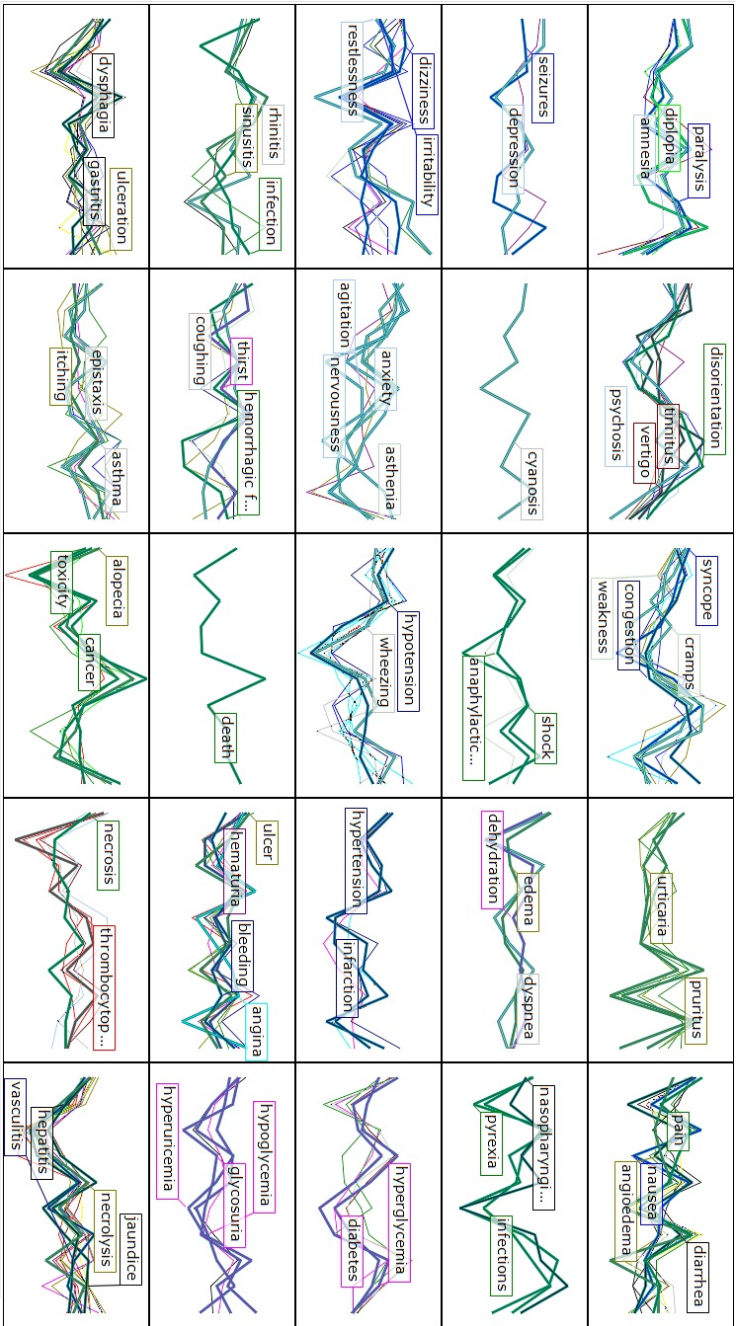 paralysis
diplopia
amnesia
disorientation
tinnitus
vertigo
psychosis
syncope
cramps
congestion
weakness
pruritus
urticaria
diarrhea
pain
nausea
angioedema
seizures
depression
cyanosis
shock
anaphylactic...
edema
dyspnea
dehydration
nasopharyngi...
infections
pyrexia
dizziness
irritability
restlessness
asthenia
anxiety
nervousness
agitation
hypotension
wheezing
hypertension
infarction
hyperglycemia
diabetes
rhinitis
infection
sinusitis
hemorrhagic f...
thirst
coughing
death
ulcer
angina
bleeding
hematuria
hypoglycemia
glycosuria
hyperuricemia
ulceration
dysphagia
gastritis
asthma
epistaxis
itching
alopecia
cancer
toxicity
thrombocytop ...
necrosis
jaundice
necrolysis
hepatitis
vasculitis